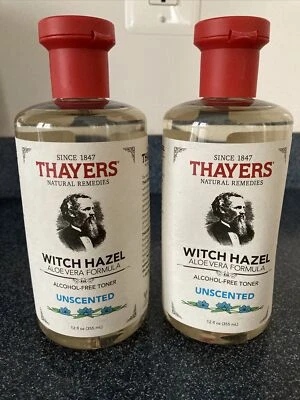 SINCE 1847
THAYERS
NATURAL REMEDIES
WITCH HAZEL
ALOE VERA FORMULA
ALCOHOL-FREE TONER
UNSCENTED
12 fl oz (355 mL)
SINCE 1847
THAYERS
NATURAL REMEDIES
WITCH HAZEL
ALOE VERA FORMULA
ALCOHOL-FREE TONER
UNSCENTED
12 fl oz (355 mL)